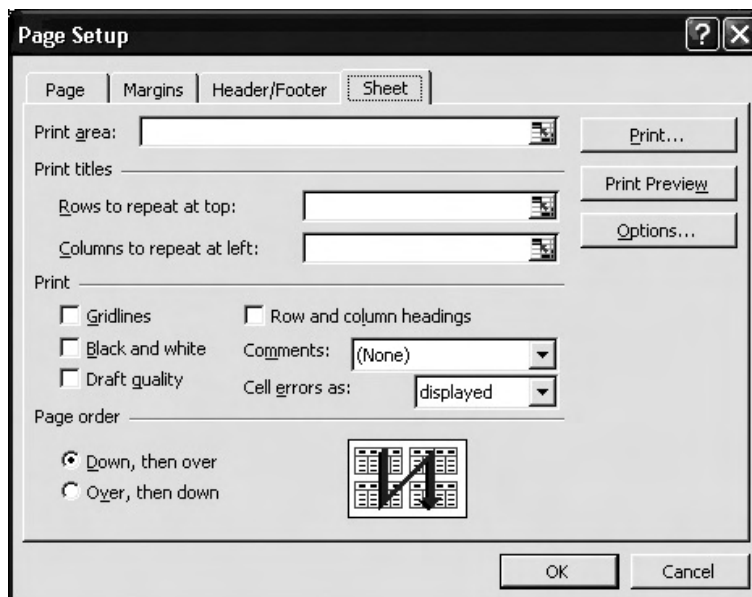 Page Setup
Page Margins Header/Footer Sheet
Print area:
Print...
Print titles
Print Preview
Rows to repeat at top:
Options...
Columns to repeat at left:
Print
Gridlines Row and column headings
Black and white Comments: (None)
Draft quality Cell errors as: displayed
Page order
Down, then over
Over, then down
OK Cancel